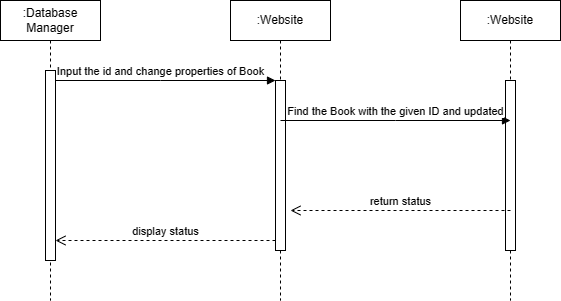 :Database
Manager
:Website
:Website
Input the id and change properties of Book
Find the Book with the given ID and updated
return status
display status